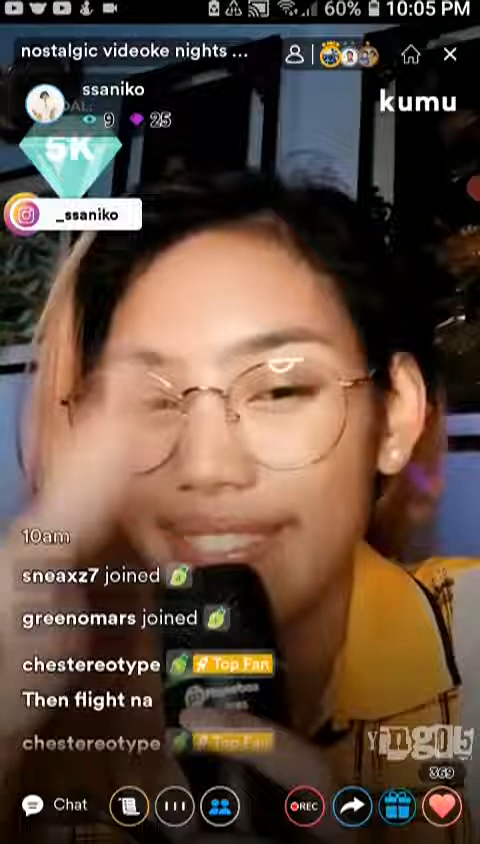 60% 10:05 PM
nostalgic videoke nights ...
ssaniko
9 25
kumu
5K
_ssaniko
10am
sneaxz7 joined
greenomars joined
chestereotype Top Fan
Then flight na
chestereotype Top Fan
369
Chat
REC